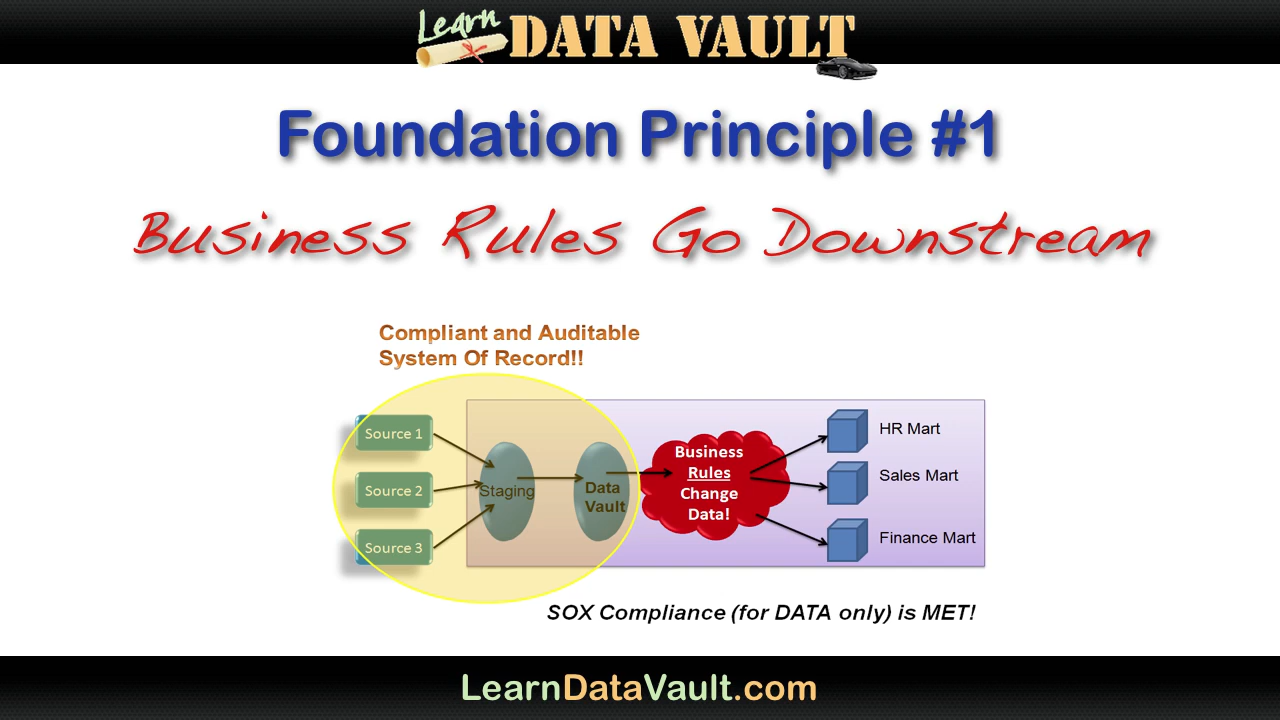 Learn DATA VAULT
Foundation Principle #1
Business Rules Go Downstream
Compliant and Auditable
System Of Record!!
Source 1
Source 2
Source 3
Staging
Data
Vault
Business
Rules
Change
Data!
HR Mart
Sales Mart
Finance Mart
SOX Compliance (for DATA only) is MET!
LearnDataVault.com